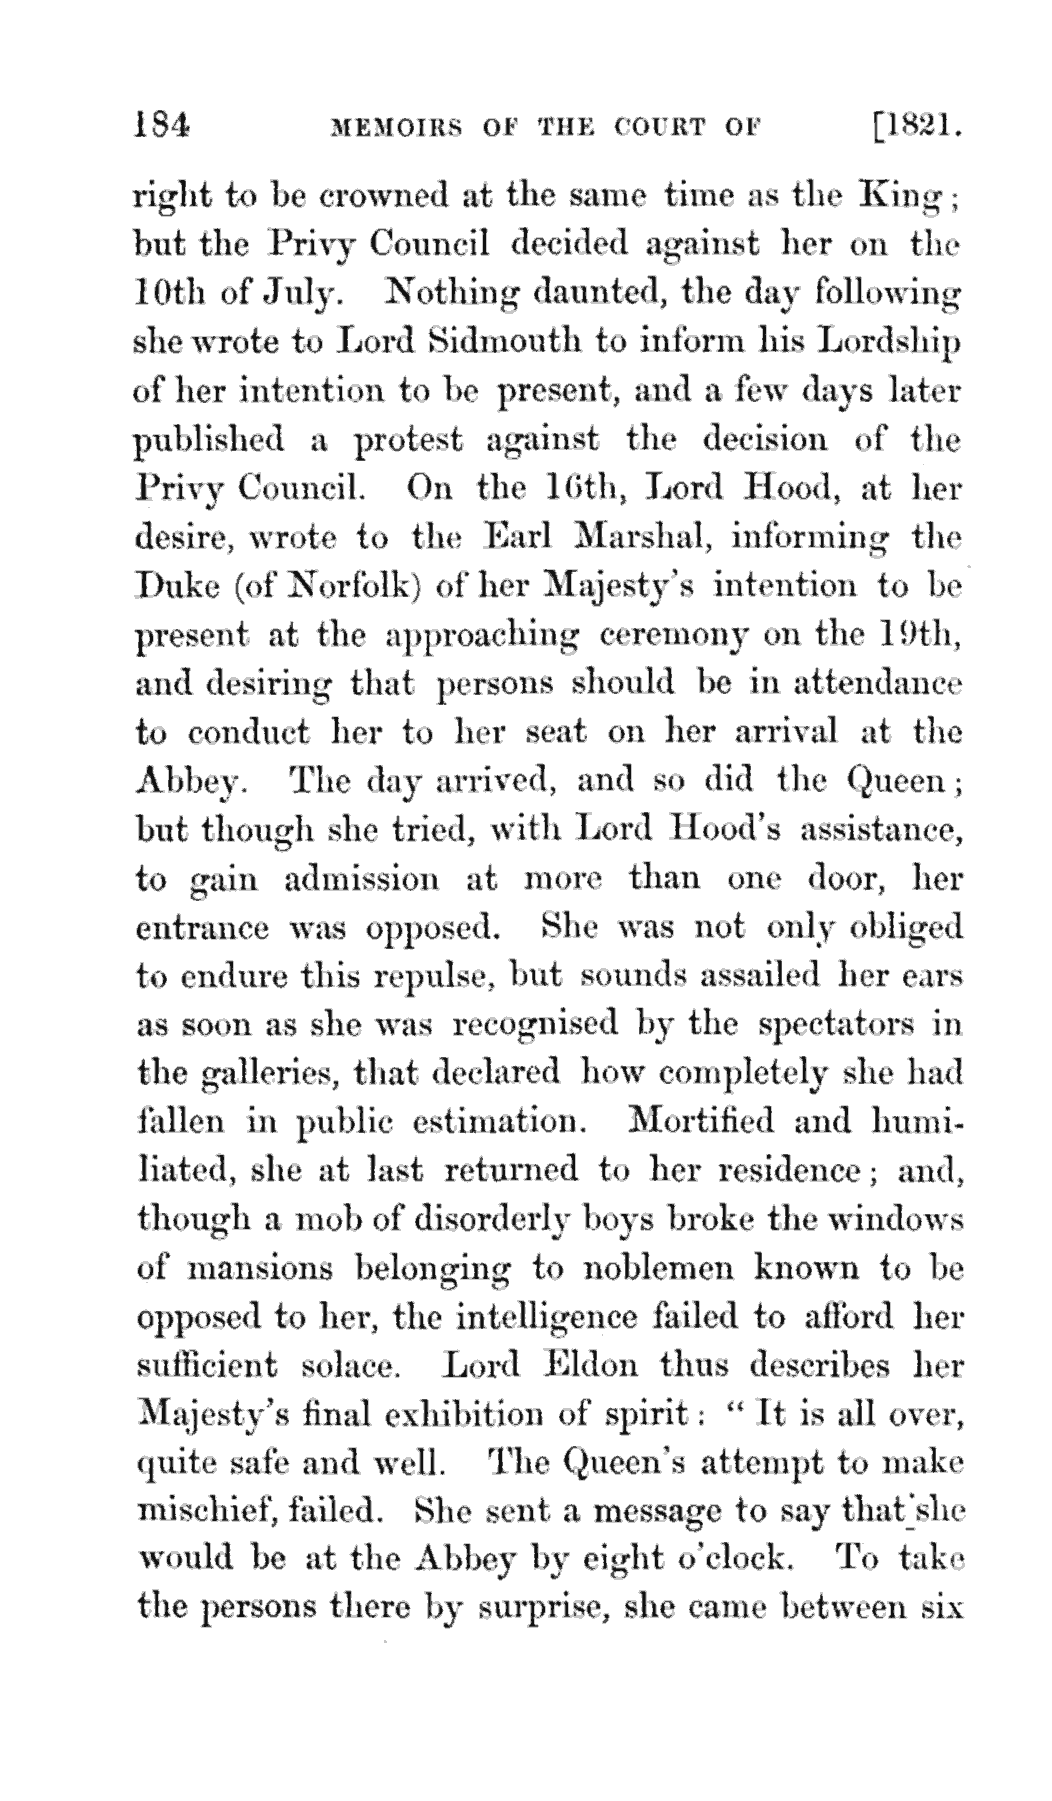 184 MEMOIRS OF THE COURT OF [1821.
right to be crowned at the same time as the King;
but the Privy Council decided against her on the
10th of July. Nothing daunted, the day following
she wrote to Lord Sidmouth to inform his Lordship
of her intention to be present, and a few days later
published a protest against the decision of the
Privy Council. On the 16th, Lord Hood, at her
desire, wrote to the Earl Marshal, informing the
Duke (of Norfolk) of her Majesty's intention to be
present at the approaching ceremony on the 19th,
and desiring that persons should be in attendance
to conduct her to her seat on her arrival at the
Abbey. The day arrived, and so did the Queen;
but though she tried, with Lord Hood's assistance,
to gain admission at more than one door, her
entrance was opposed. She was not only obliged
to endure this repulse, but sounds assailed her ears
as soon as she was recognised by the spectators in
the galleries, that declared how completely she had
fallen in public estimation. Mortified and humi-
liated, she at last returned to her residence; and,
though a mob of disorderly boys broke the windows
of mansions belonging to noblemen known to be
opposed to her, the intelligence failed to afford her
sufficient solace. Lord Eldon thus describes her
Majesty's final exhibition of spirit: "It is all over,
quite safe and well. The Queen's attempt to make
mischief, failed. She sent a message to say that she
would be at the Abbey by eight o'clock. To take
the persons there by surprise, she came between six